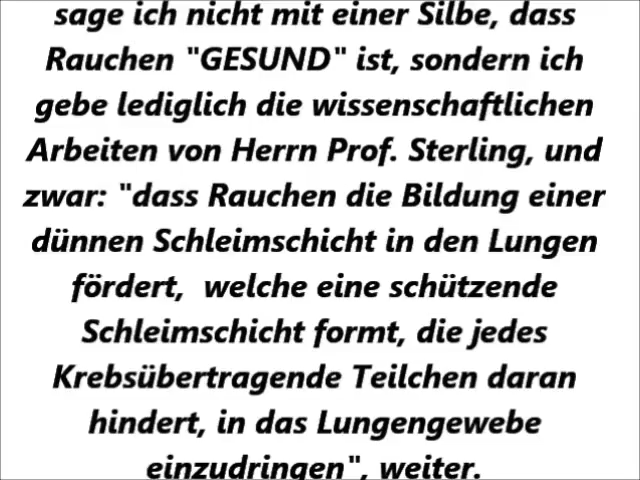 sage ich nicht mit einer Silbe, dass
Rauchen "GESUND" ist, sondern ich
gebe lediglich die wissenschaftlichen
Arbeiten von Herrn Prof. Sterling, und
zwar: "dass Rauchen die Bildung einer
dünnen Schleimschicht in den Lungen
fördert,  welche eine schützende
Schleimschicht formt, die jedes
Krebsübertragende Teilchen daran
hindert, in das Lungengewebe
einzudringen", weiter.